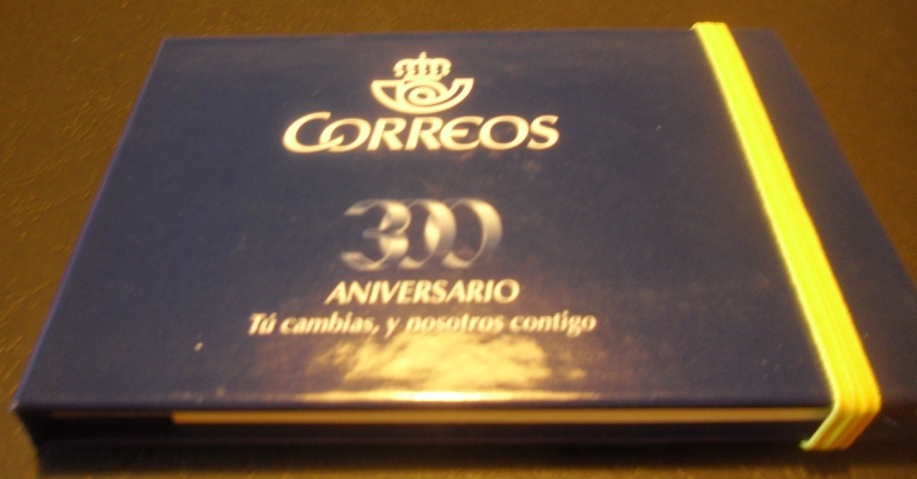 CORREOS
300
ANIVERSARIO
Tú cambias, y nosotros contigo